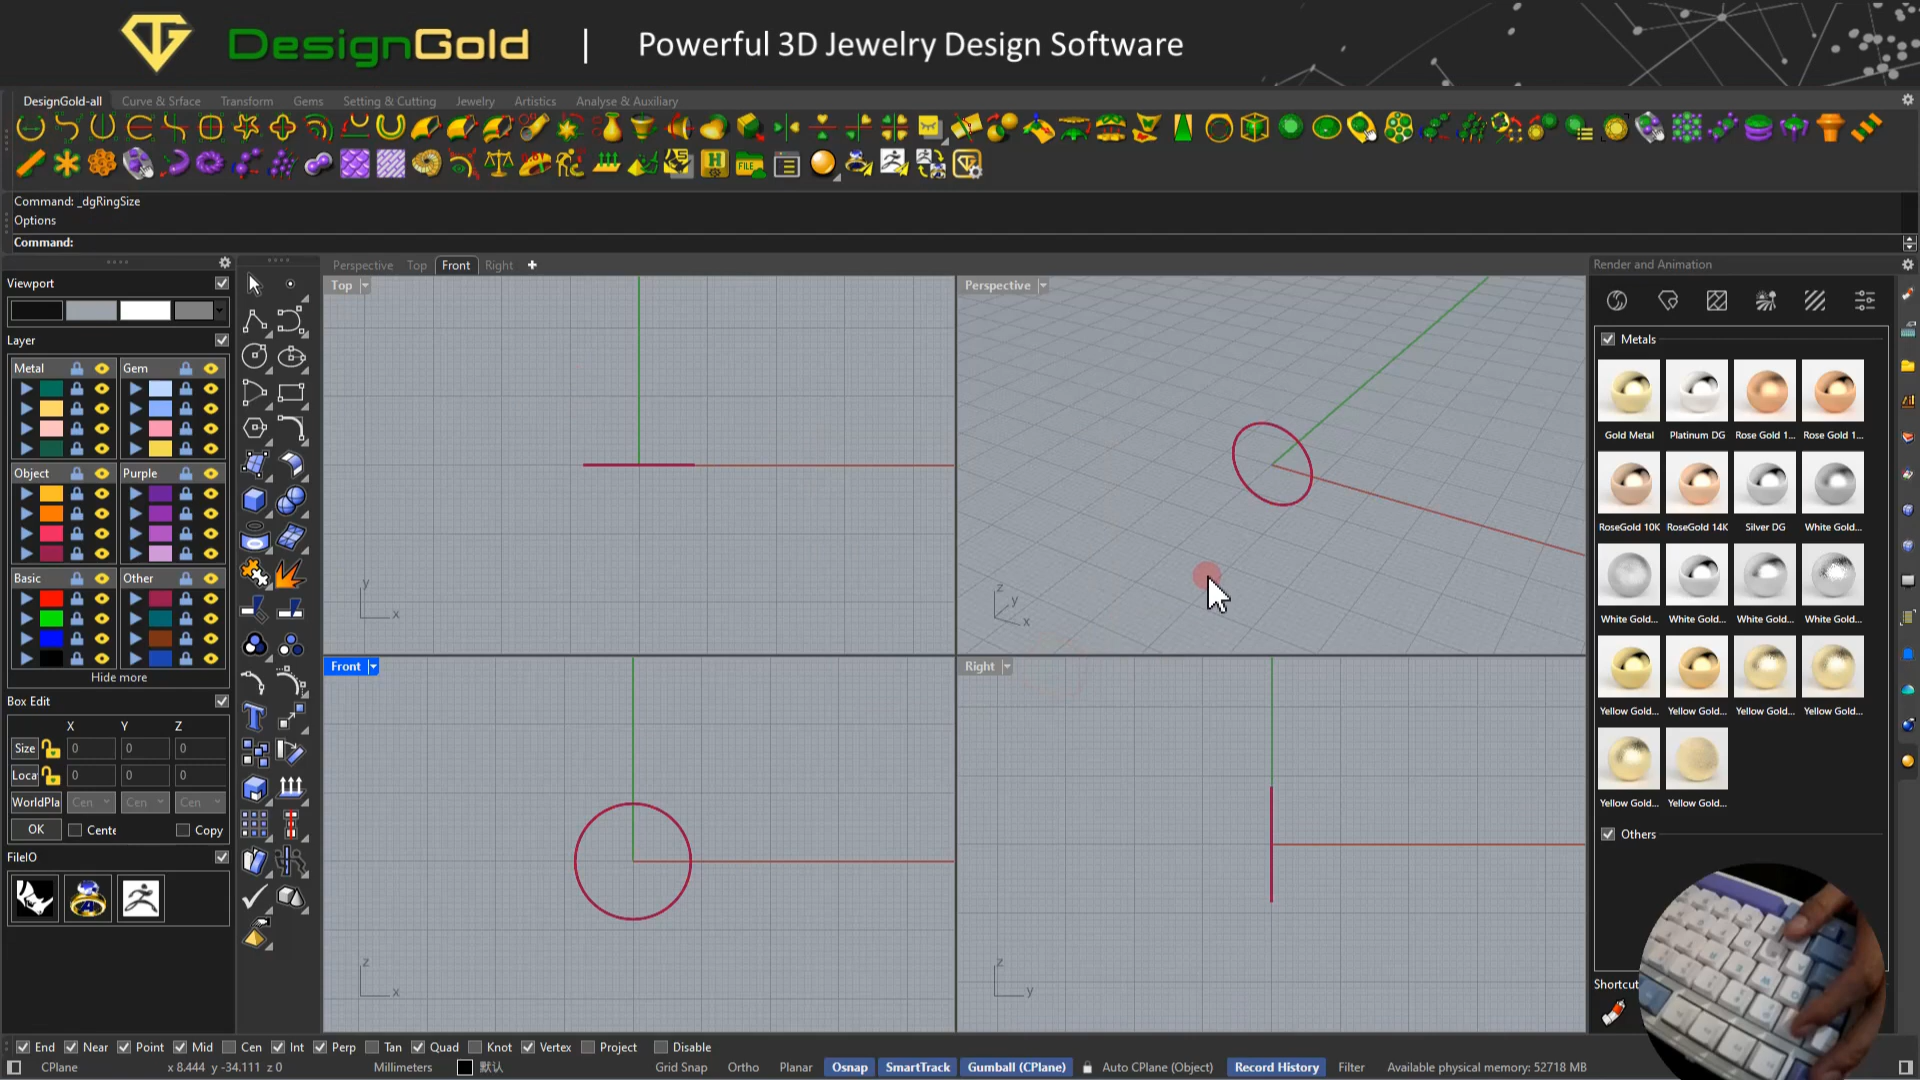 DesignGold | Powerful 3D Jewelry Design Software
DesignGold-all Curve & Srface Transform Gems Setting & Cutting Jewelry Artistics Analyse & Auxiliary
Command: _dgRingSize
Options
Command:
Viewport
Layer
Metal Gem
Object Purple
Basic Other
Hide more
Box Edit
X Y Z
Size 0 0 0
Loca 0 0 0
WorldPla Cen Cen Cen
OK Cente Copy
FileIO
Perspective Top Front Right
Top
Perspective
Front
Right
y
x
z
y
x
z
x
z
y
Render and Animation
Metals
Gold Metal Platinum DG Rose Gold 1... Rose Gold 1...
RoseGold 10K RoseGold 14K Silver DG White Gold...
White Gold... White Gold... White Gold... White Gold...
Yellow Gold... Yellow Gold... Yellow Gold... Yellow Gold...
Yellow Gold... Yellow Gold...
Others
Shortcut
End Near Point Mid Cen Int Perp Tan Quad Knot Vertex Project Disable
CPlane x 8.444 y -34.111 z 0 Millimeters 默认 Grid Snap Ortho Planar Osnap SmartTrack Gumball (CPlane) Auto CPlane (Object) Record History Filter Available physical memory: 52718 MB